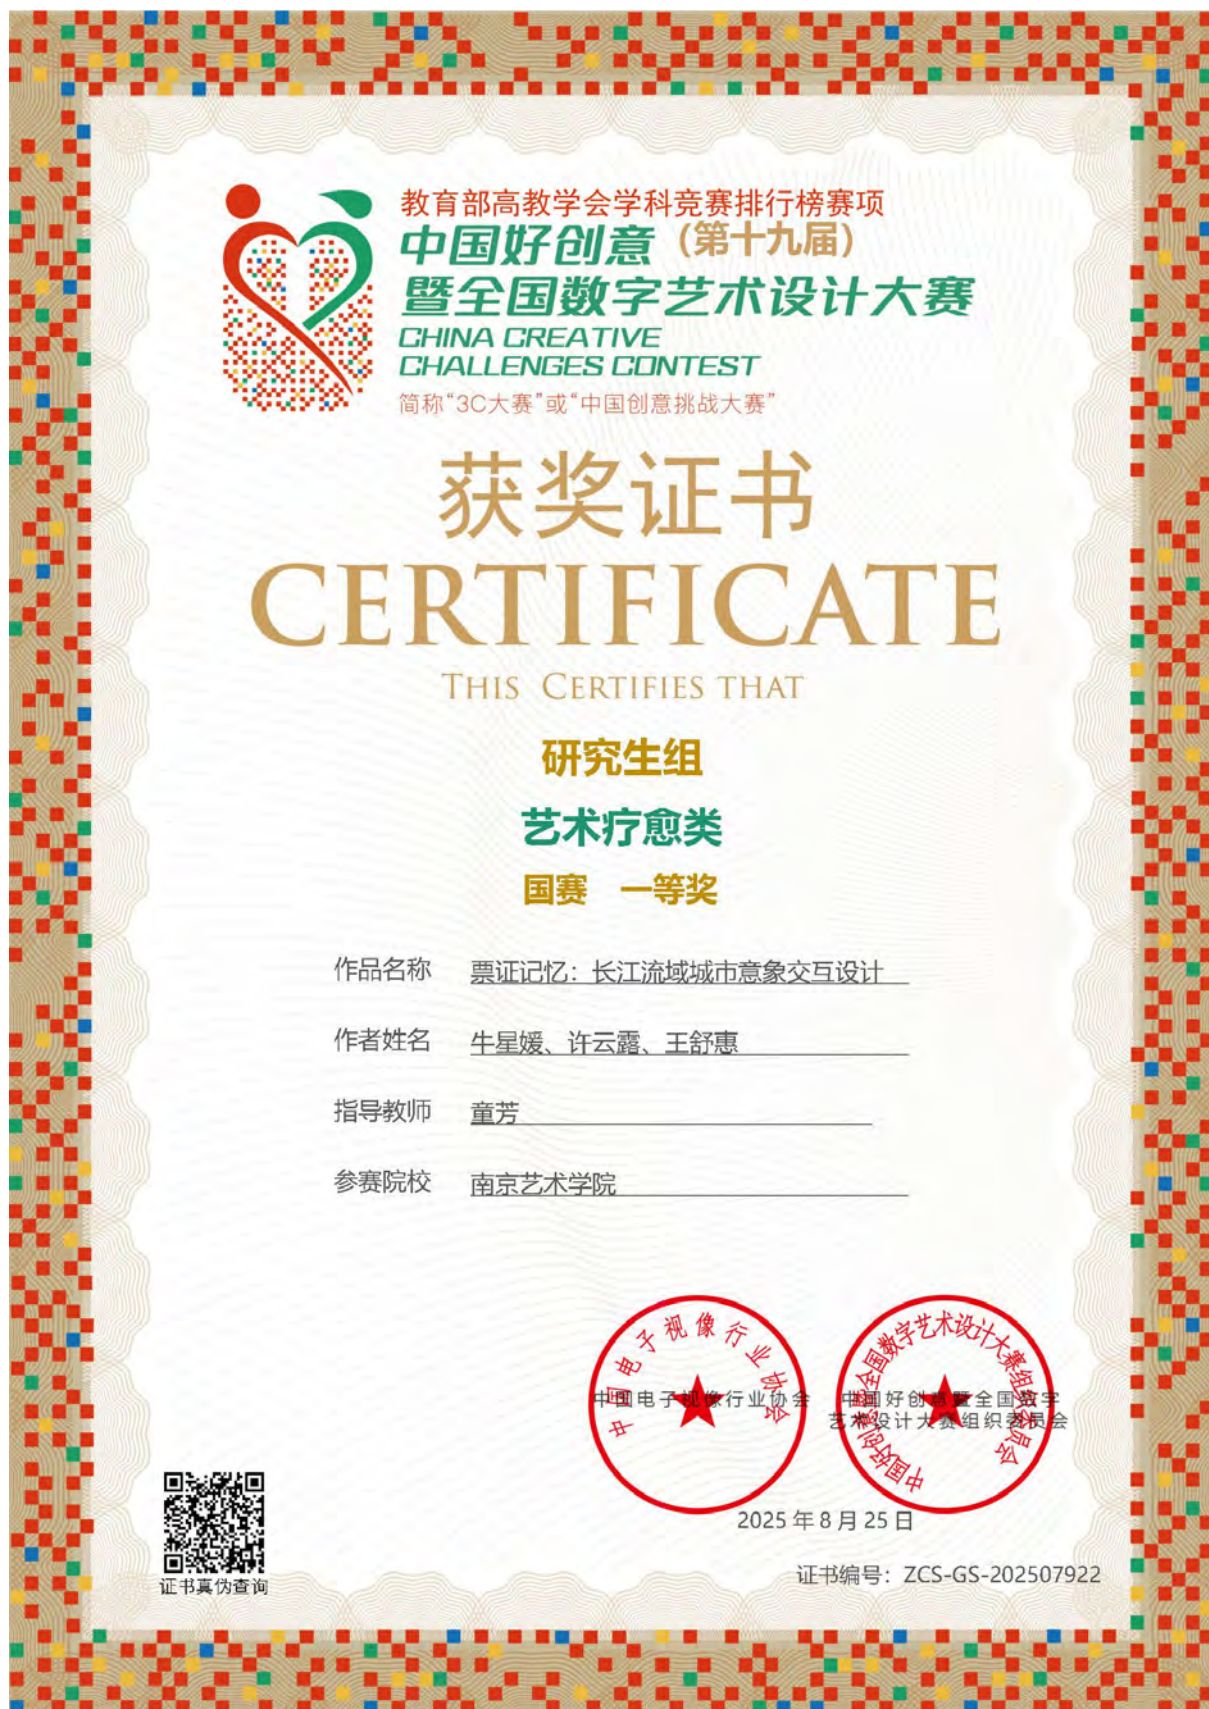 教育部高教学会学科竞赛排行榜赛项
中国好创意(第十九届)
暨全国数字艺术设计大赛
CHINA CREATIVE
CHALLENGES CONTEST
简称“3C大赛”或“中国创意挑战大赛”
获奖证书
CERTIFICATE
THIS CERTIFIES THAT
研究生组
艺术疗愈类
国赛 一等奖
作品名称 票证记忆：长江流域城市意象交互设计
作者姓名 牛星媛、许云露、王舒惠
指导教师 童芳
参赛院校 南京艺术学院
中国电子视像行业协会
中国电子视像行业协会
中国好创意暨全国数字艺术设计大赛组织委员会
中国好创意暨全国数字
艺术设计大赛组织委员会
2025年8月25日
证书真伪查询
证书编号：ZCS-GS-202507922